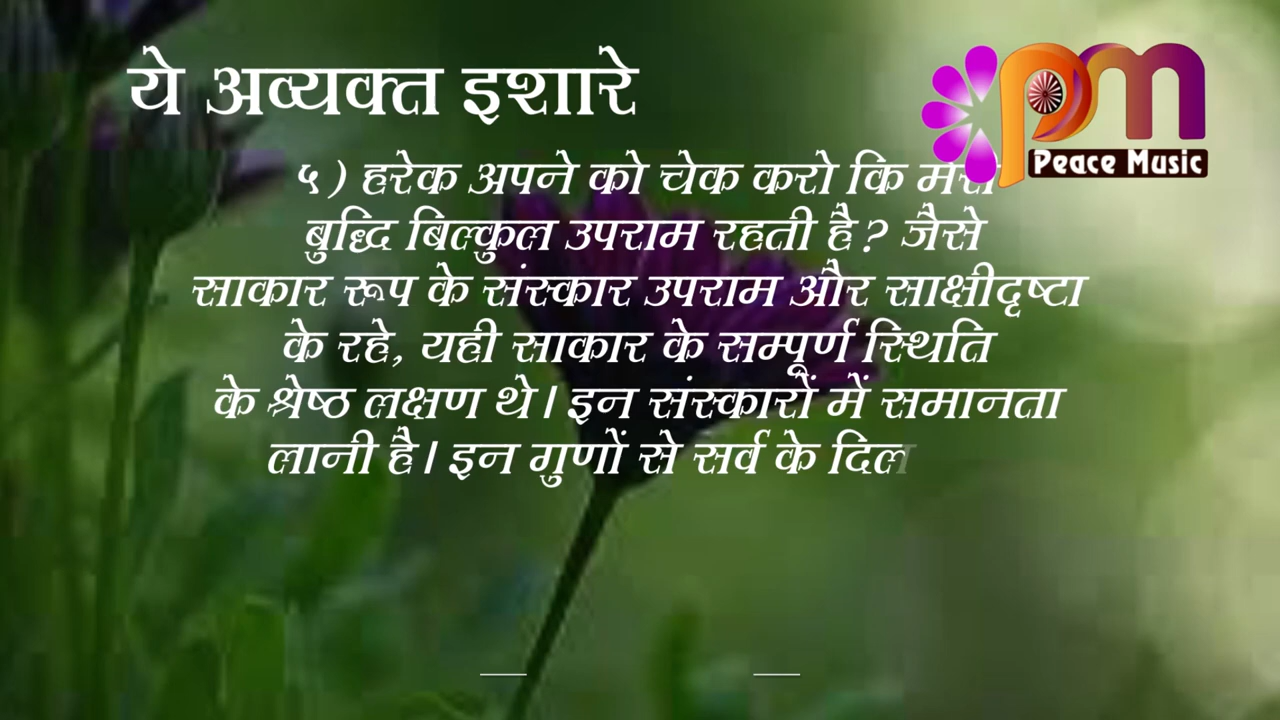 ये अव्यक्त इशारे
pm
Peace Music
५) हरेक अपने को चेक करो कि
बुद्धि बिल्कुल उपराम रहती है? जैसे
साकार रूप के संस्कार उपराम और साक्षीदृष्टा
के रहे, यही साकार के सम्पूर्ण स्थिति
के श्रेष्ठ लक्षण थे। इन संस्कारों में समानता
लानी है। इन गुणों से सर्व के दिल